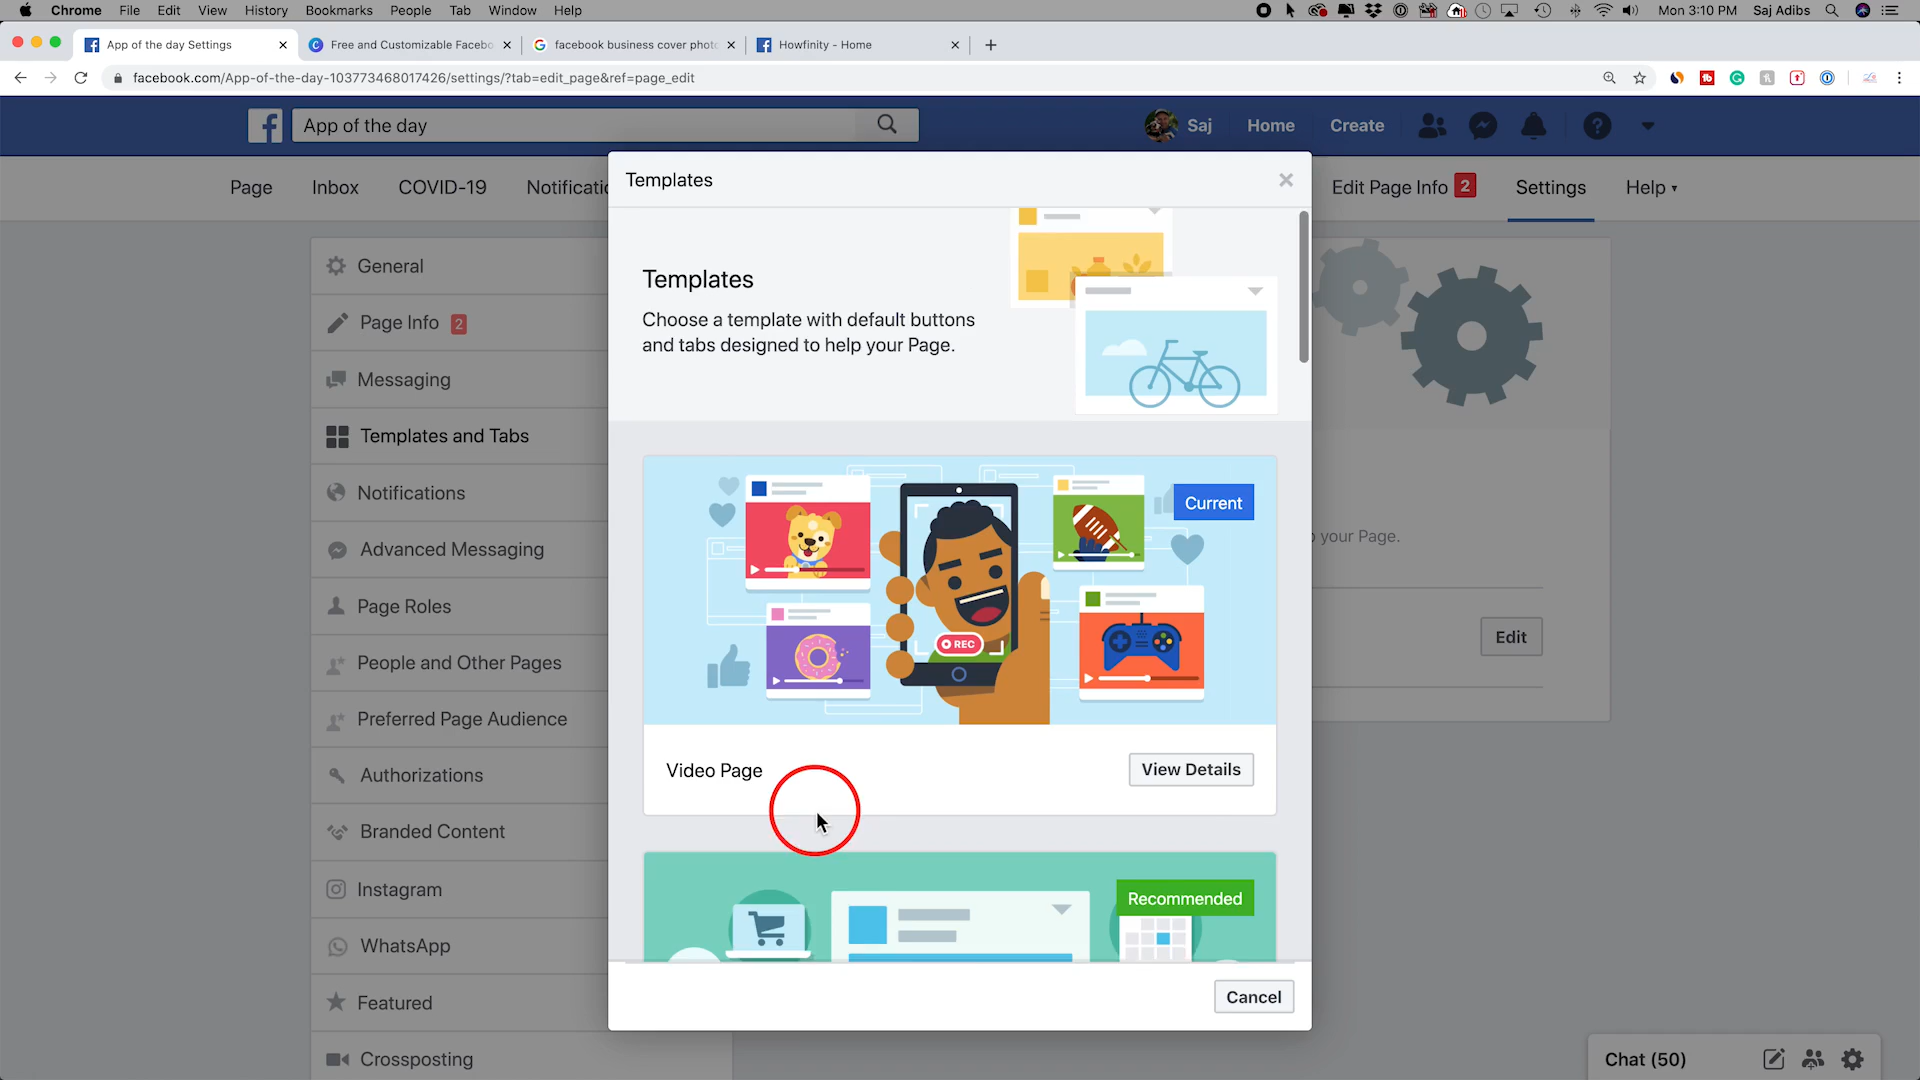 Chrome File Edit View History Bookmarks People Tab Window Help
Mon 3:10 PM Saj Adibs
App of the day Settings
Free and Customizable Facebo
facebook business cover photo
Howfinity - Home
facebook.com/App-of-the-day-103773468017426/settings/?tab=edit_page&ref=page_edit
App of the day
Saj Home Create
Page Inbox COVID-19 Notificatio
Edit Page Info 2 Settings Help
Templates
General
Page Info 2
Messaging
Templates and Tabs
Notifications
Advanced Messaging
Page Roles
People and Other Pages
Preferred Page Audience
Authorizations
Branded Content
Instagram
WhatsApp
Featured
Crossposting
Templates
Choose a template with default buttons
and tabs designed to help your Page.
Current
REC
Video Page
View Details
Recommended
Cancel
your Page.
Edit
Chat (50)